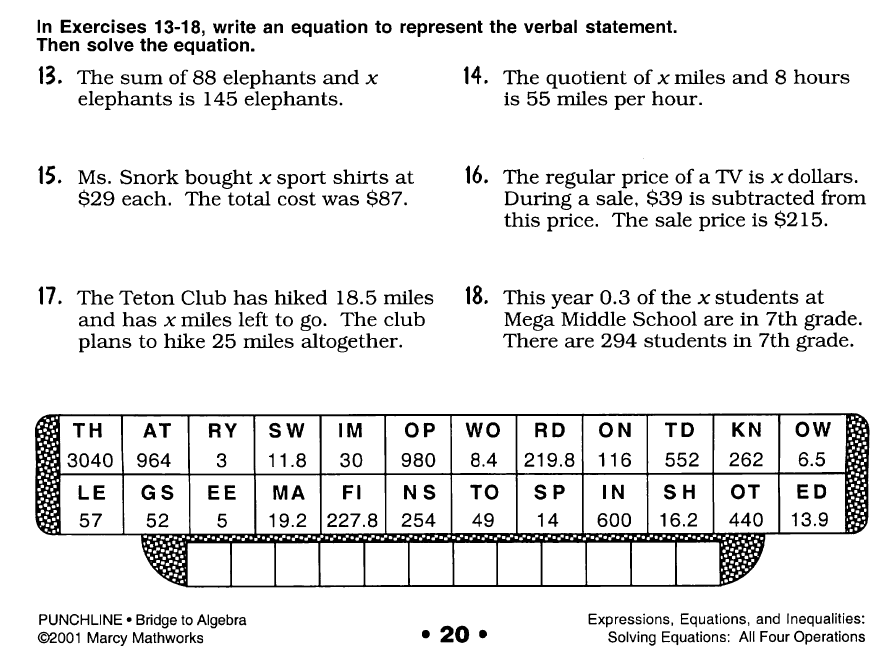 In Exercises 13-18, write an equation to represent the verbal statement.
Then solve the equation.
13. The sum of 88 elephants and x
elephants is 145 elephants.
14. The quotient of x miles and 8 hours
is 55 miles per hour.
15. Ms. Snork bought x sport shirts at
$29 each. The total cost was $87.
16. The regular price of a TV is x dollars.
During a sale, $39 is subtracted from
this price. The sale price is $215.
17. The Teton Club has hiked 18.5 miles
and has x miles left to go. The club
plans to hike 25 miles altogether.
18. This year 0.3 of the x students at
Mega Middle School are in 7th grade.
There are 294 students in 7th grade.
TH AT RY SW IM OP WO RD ON TD KN OW
3040 964 3 11.8 30 980 8.4 219.8 116 552 262 6.5
LE GS EE MA FI NS TO SP IN SH OT ED
57 52 5 19.2 227.8 254 49 14 600 16.2 440 13.9
PUNCHLINE • Bridge to Algebra
©2001 Marcy Mathworks
• 20 •
Expressions, Equations, and Inequalities:
Solving Equations: All Four Operations